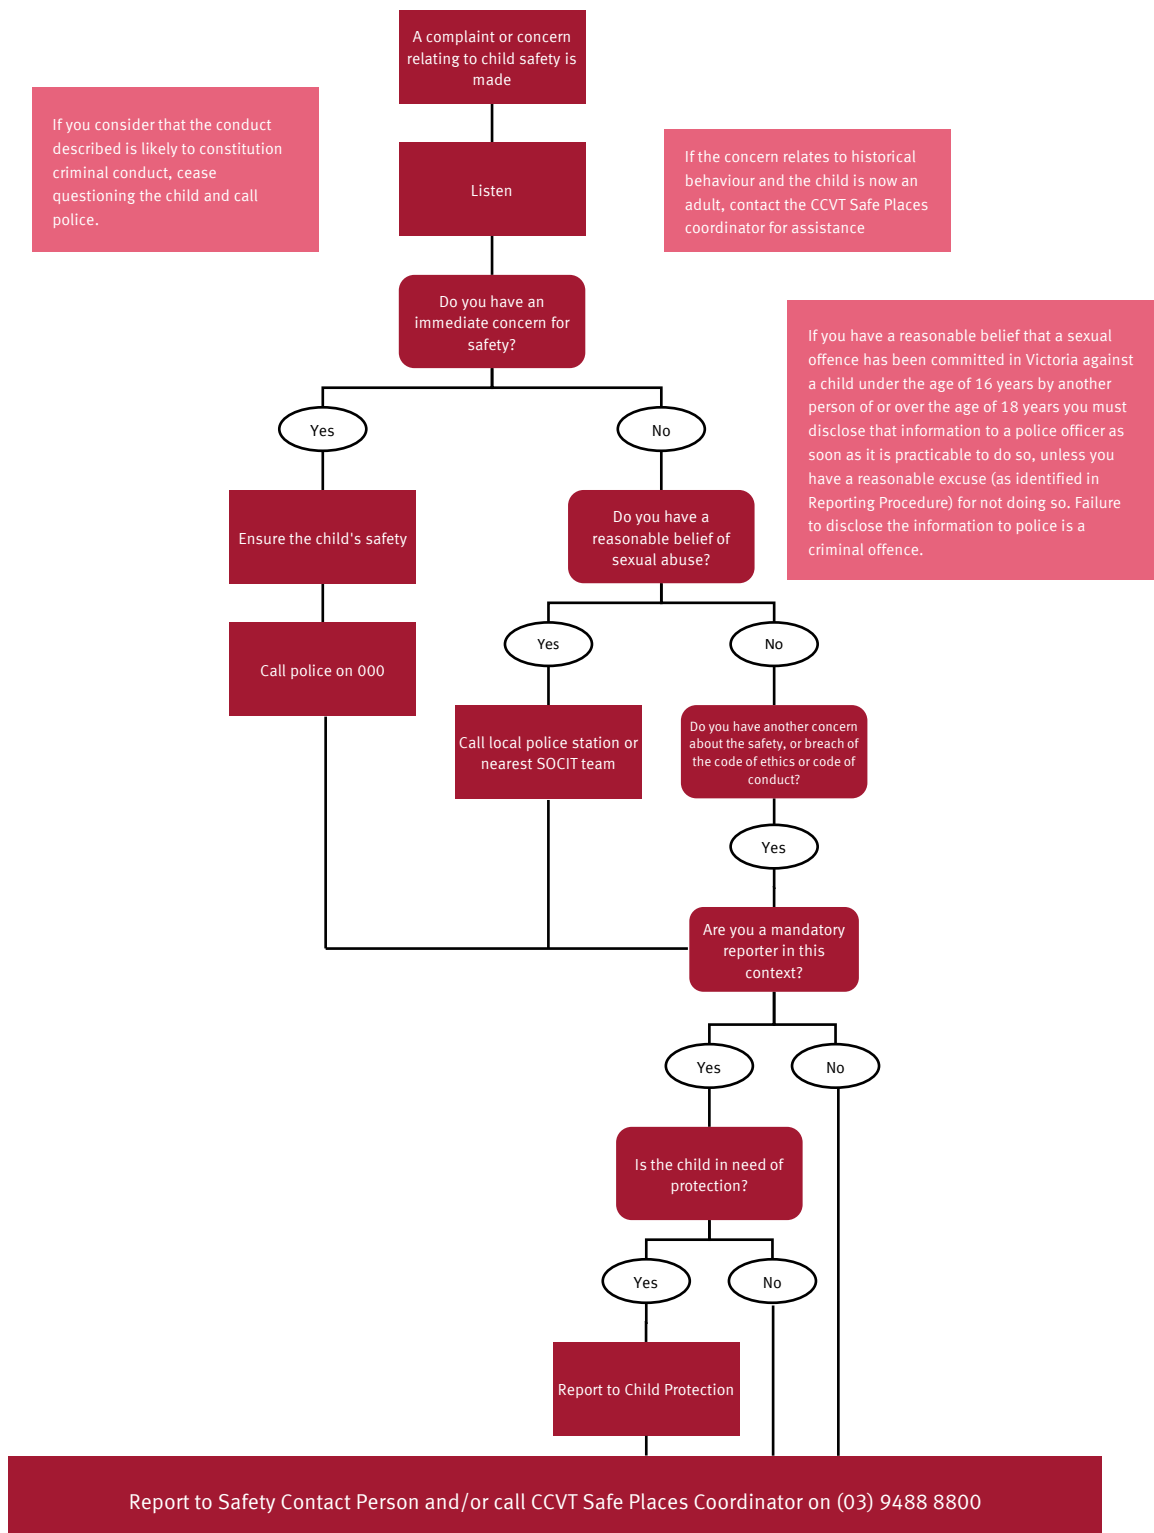 A complaint or concern
relating to child safety is
made
If you consider that the conduct
described is likely to constitution
criminal conduct, cease
questioning the child and call
police.
Listen
If the concern relates to historical
behaviour and the child is now an
adult, contact the CCVT Safe Places
coordinator for assistance
Do you have an
immediate concern for
safety?
If you have a reasonable belief that a sexual
offence has been committed in Victoria against
a child under the age of 16 years by another
person of or over the age of 18 years you must
disclose that information to a police officer as
soon as it is practicable to do so, unless you
have a reasonable excuse (as identified in
Reporting Procedure) for not doing so. Failure
to disclose the information to police is a
criminal offence.
Yes
No
Ensure the child's safety
Do you have a
reasonable belief of
sexual abuse?
Call police on 000
Yes
No
Call local police station or
nearest SOCIT team
Do you have another concern
about the safety, or breach of
the code of ethics or code of
conduct?
Yes
Are you a mandatory
reporter in this
context?
Yes
No
Is the child in need of
protection?
Yes
No
Report to Child Protection
Report to Safety Contact Person and/or call CCVT Safe Places Coordinator on (03) 9488 8800